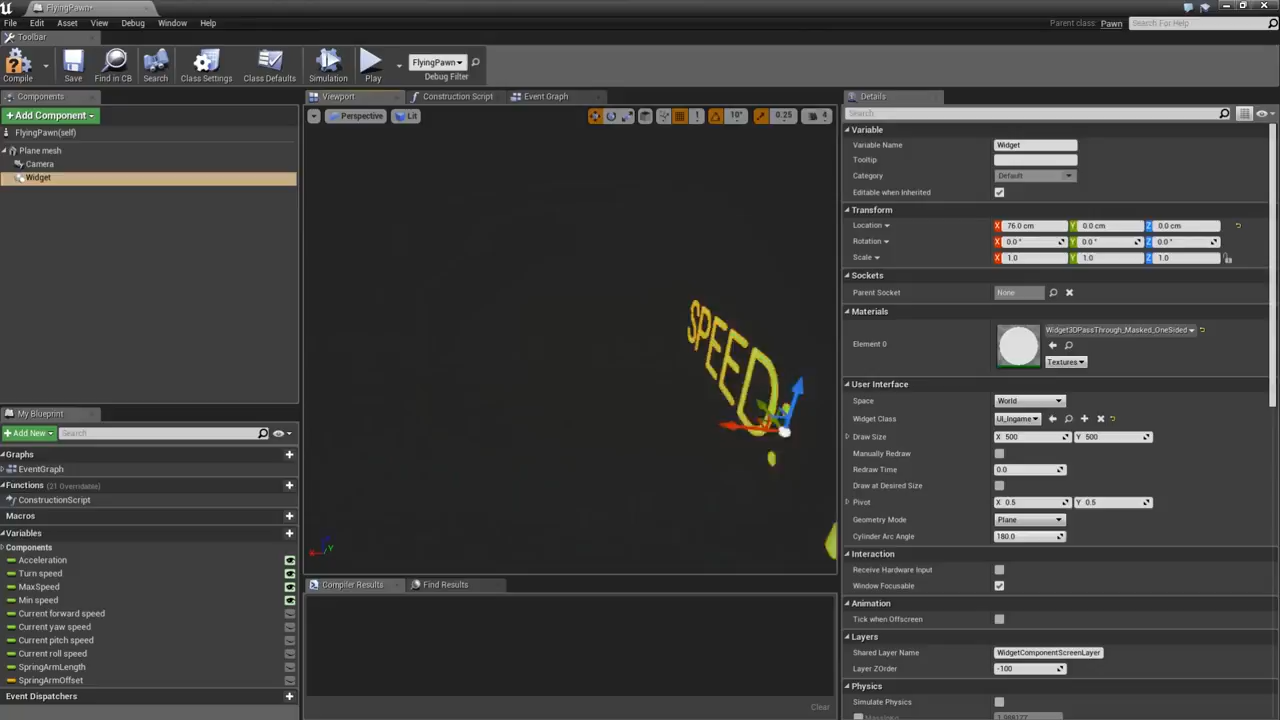 FlyingPawn*
File Edit Asset View Debug Window Help
Parent class: Pawn Search For Help
Toolbar
Compile Save Find in CB Search Class Settings Class Defaults Simulation Play FlyingPawn Debug Filter
Components
+Add Component
FlyingPawn(self)
Plane mesh
Camera
Widget
My Blueprint
+Add New Search
Graphs
EventGraph
Functions (21 Overridable)
ConstructionScript
Macros
Variables
Components
Acceleration
Turn speed
MaxSpeed
Min speed
Current forward speed
Current yaw speed
Current pitch speed
Current roll speed
SpringArmLength
SpringArmOffset
Event Dispatchers
Viewport Construction Script Event Graph
Perspective Lit 10° 0.25 4
SPEED
Y
Compiler Results Find Results
Clear
Details
Search
Variable
Variable Name Widget
Tooltip
Category Default
Editable when Inherited
Transform
Location X 76.0 cm Y 0.0 cm Z 0.0 cm
Rotation X 0.0 ° Y 0.0 ° Z 0.0 °
Scale X 1.0 Y 1.0 Z 1.0
Sockets
Parent Socket None
Materials
Element 0 Widget3DPassThrough_Masked_OneSided
Textures
User Interface
Space World
Widget Class UI_Ingame
Draw Size X 500 Y 500
Manually Redraw
Redraw Time 0.0
Draw at Desired Size
Pivot X 0.5 Y 0.5
Geometry Mode Plane
Cylinder Arc Angle 180.0
Interaction
Receive Hardware Input
Window Focusable
Animation
Tick when Offscreen
Layers
Shared Layer Name WidgetComponentScreenLayer
Layer ZOrder -100
Physics
Simulate Physics